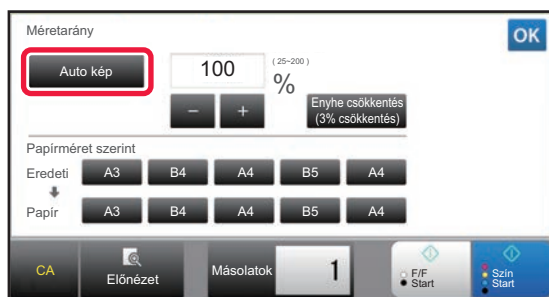 Méretarány
OK
Auto kép
100
(25~200)
%
−
+
Enyhe csökkentés
(3% csökkentés)
Papírméret szerint
Eredeti A3 B4 A4 B5 A4
Papír A3 B4 A4 B5 A4
CA
Előnézet
Másolatok
1
F/F
Start
Szín
Start